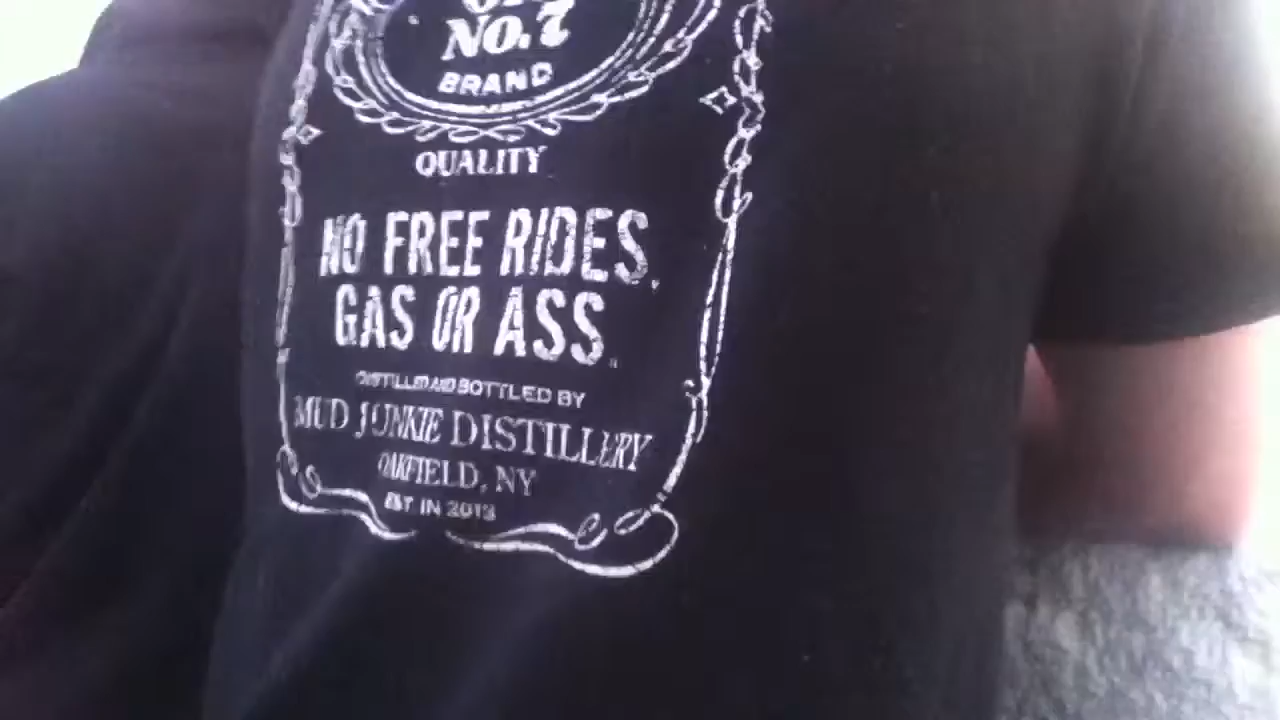 NO.7
BRAND
QUALITY
NO FREE RIDES.
GAS OR ASS.
DISTILLED AND BOTTLED BY
MUD JUNKIE DISTILLERY
OAKFIELD, NY
EST IN 2013